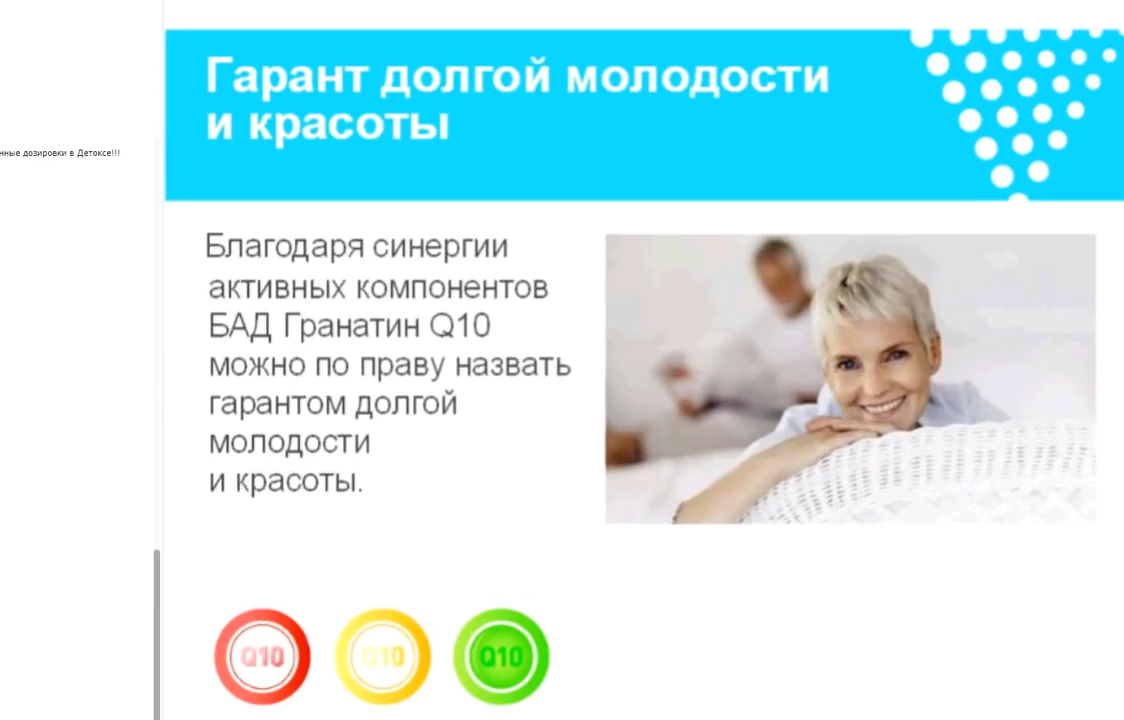 Гарант долгой молодости
и красоты
нные дозировки в Детоксе!!!
Благодаря синергии
активных компонентов
БАД Гранатин Q10
можно по праву назвать
гарантом долгой
молодости
и красоты.
Q10
Q10
Q10